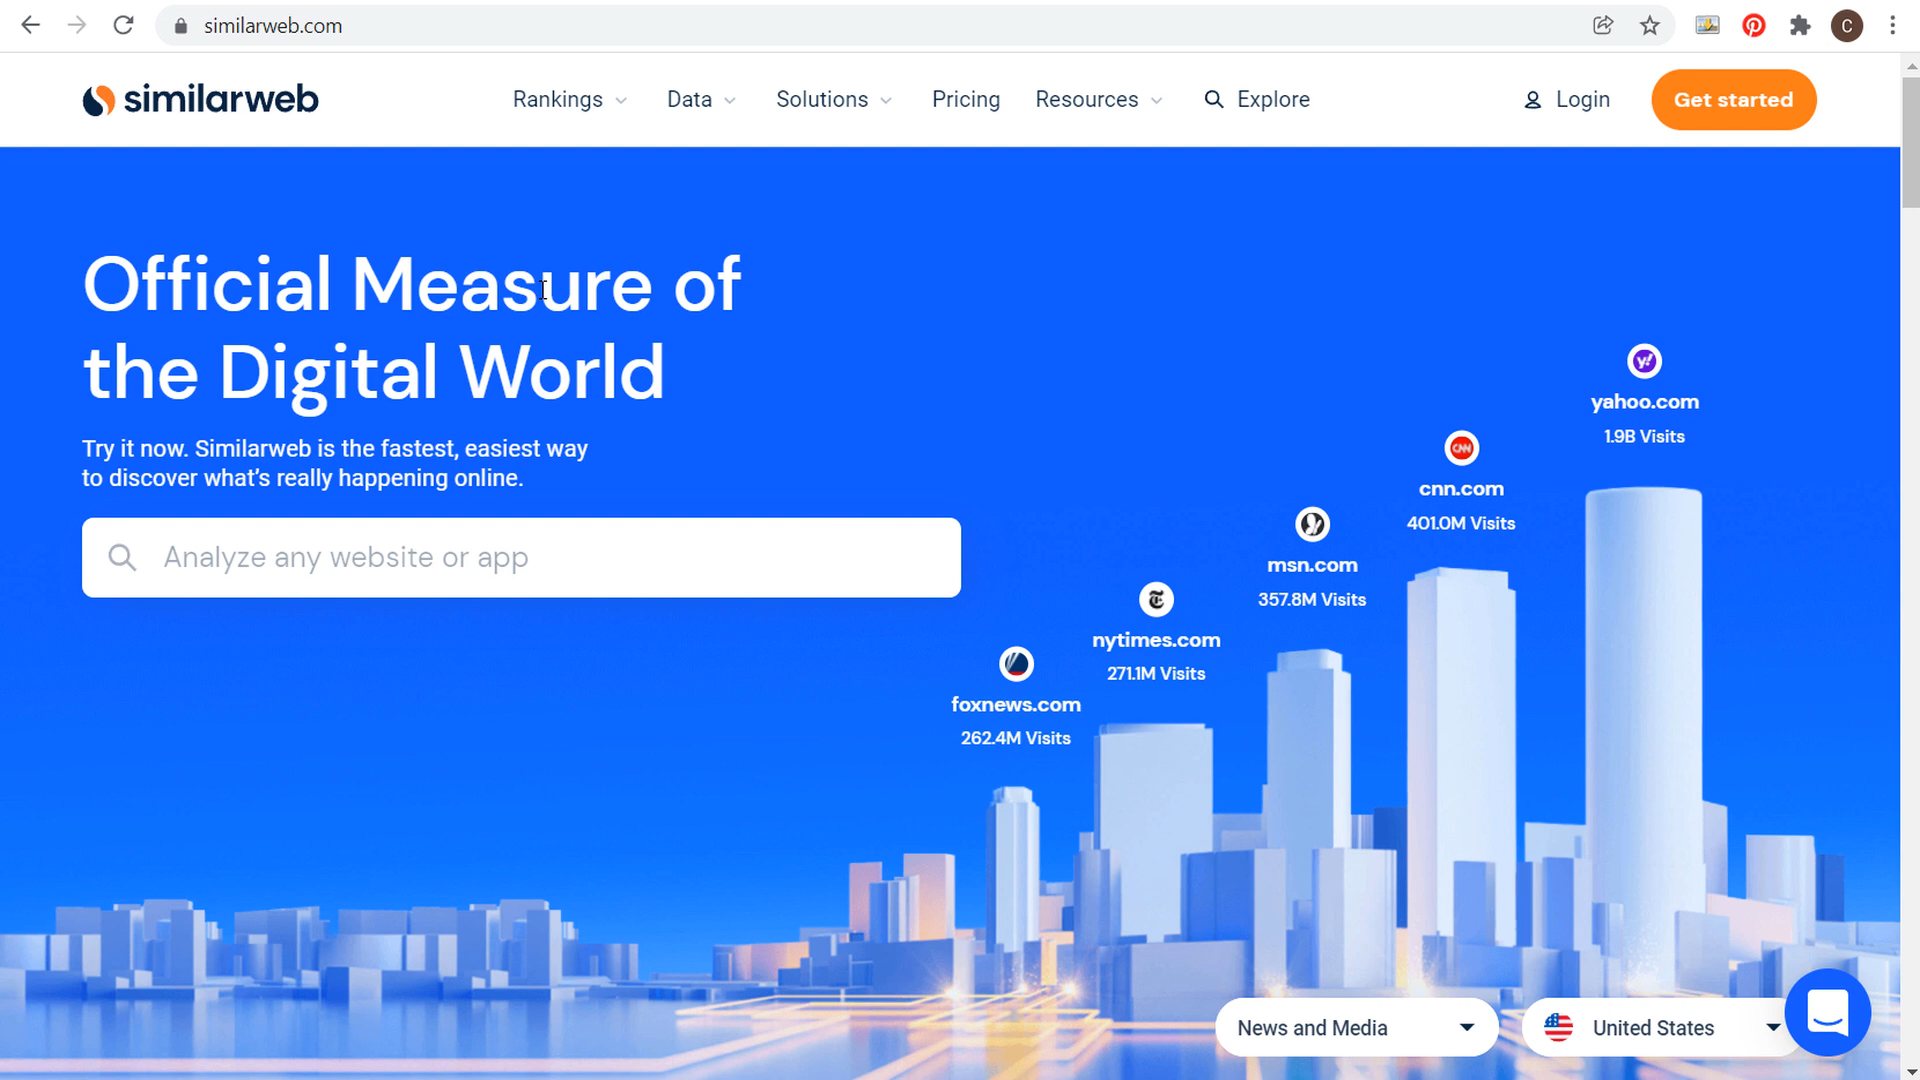 similarweb.com
C
similarweb
Rankings
Data
Solutions
Pricing
Resources
Explore
Login
Get started
Official Measure of
the Digital World
Try it now. Similarweb is the fastest, easiest way
to discover what's really happening online.
Analyze any website or app
y!
yahoo.com
1.9B Visits
CNN
cnn.com
401.0M Visits
msn.com
357.8M Visits
T
nytimes.com
271.1M Visits
foxnews.com
262.4M Visits
News and Media
United States